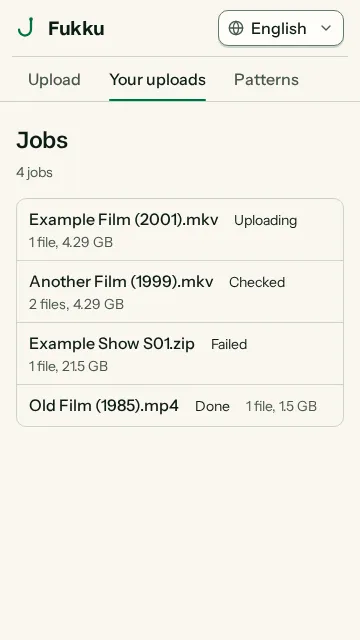 Fukku
English
Upload
Your uploads
Patterns
Jobs
4 jobs
Example Film (2001).mkv Uploading
1 file, 4.29 GB
Another Film (1999).mkv Checked
2 files, 4.29 GB
Example Show S01.zip Failed
1 file, 21.5 GB
Old Film (1985).mp4 Done 1 file, 1.5 GB